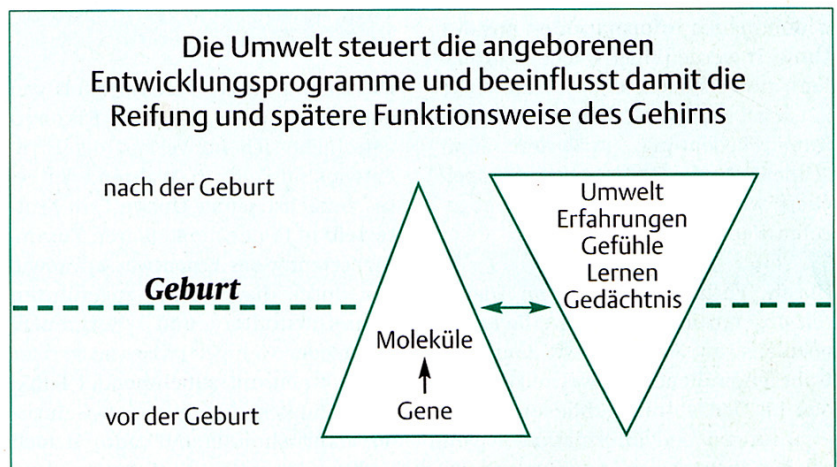 Die Umwelt steuert die angeborenen
Entwicklungsprogramme und beeinflusst damit die
Reifung und spätere Funktionsweise des Gehirns
nach der Geburt
Umwelt
Erfahrungen
Gefühle
Lernen
Gedächtnis
Geburt
Moleküle
Gene
vor der Geburt